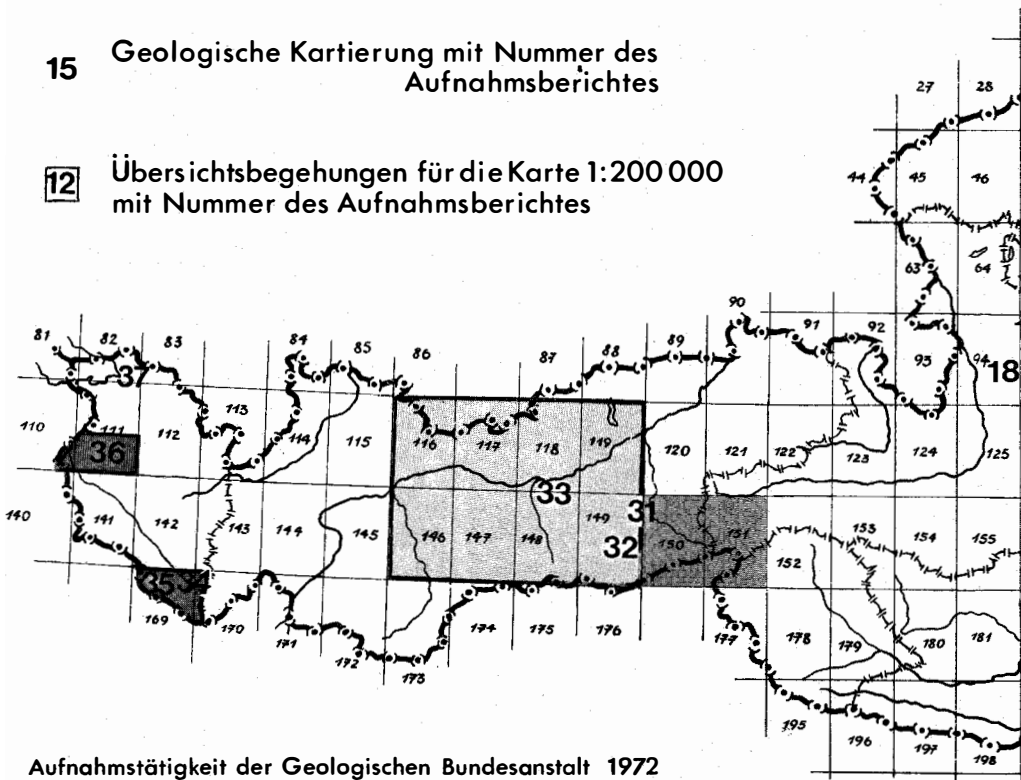 15 Geologische Kartierung mit Nummer des
Aufnahmsberichtes
12 Übersichtsbegehungen für die Karte 1:200 000
mit Nummer des Aufnahmsberichtes
27 28
44 45 46
63 64
90
81 82 83 84 85 86 87 88 89 91 92
37 93 94 18
110 111 112 113 114 115 116 117 118 119 120 121 122 123 124 125
36
33
31
32
140 141 142 143 144 145 146 147 148 149 150 151 152 153 154 155
35
169 170 171 172 173 174 175 176 177 178 179 180 181
195 196 197 198
Aufnahmstätigkeit der Geologischen Bundesanstalt 1972